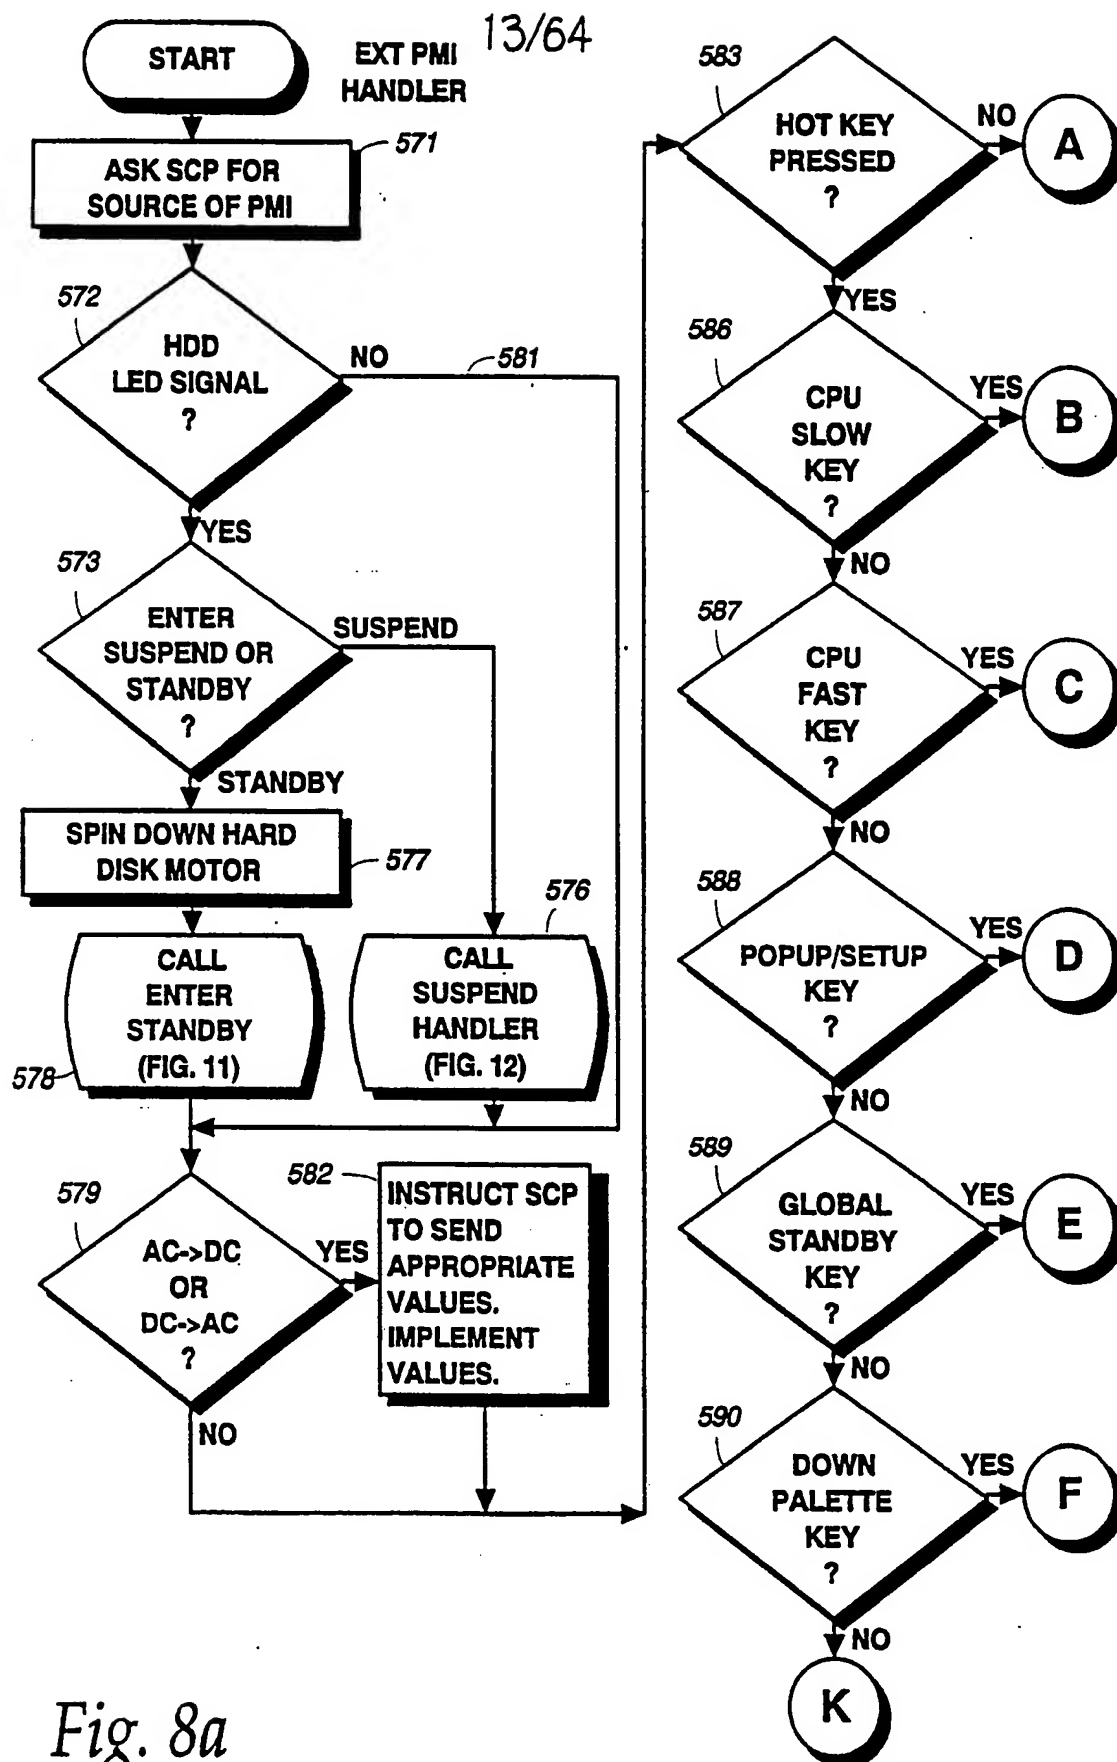 13/64
START
EXT PMI
HANDLER
571
ASK SCP FOR
SOURCE OF PMI
572
HDD
LED SIGNAL
?
NO
581
YES
573
ENTER
SUSPEND OR
STANDBY
?
SUSPEND
STANDBY
SPIN DOWN HARD
DISK MOTOR
577
576
CALL
ENTER
STANDBY
(FIG. 11)
578
CALL
SUSPEND
HANDLER
(FIG. 12)
579
AC->DC
OR
DC->AC
?
YES
NO
582
INSTRUCT SCP
TO SEND
APPROPRIATE
VALUES.
IMPLEMENT
VALUES.
583
HOT KEY
PRESSED
?
NO
A
YES
586
CPU
SLOW
KEY
?
YES
B
NO
587
CPU
FAST
KEY
?
YES
C
NO
588
POPUP/SETUP
KEY
?
YES
D
NO
589
GLOBAL
STANDBY
KEY
?
YES
E
NO
590
DOWN
PALETTE
KEY
?
YES
F
NO
K
Fig. 8a